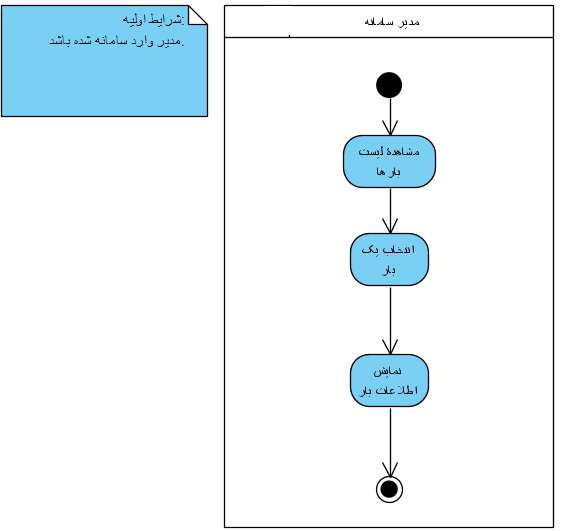 شرایط اولیه:
مدیر وارد سامانه شده باشد.
مدیر سامانه
مشاهدهٔ لیست
بار ها
انتخاب یک
بار
نمایش
اطلاعات بار